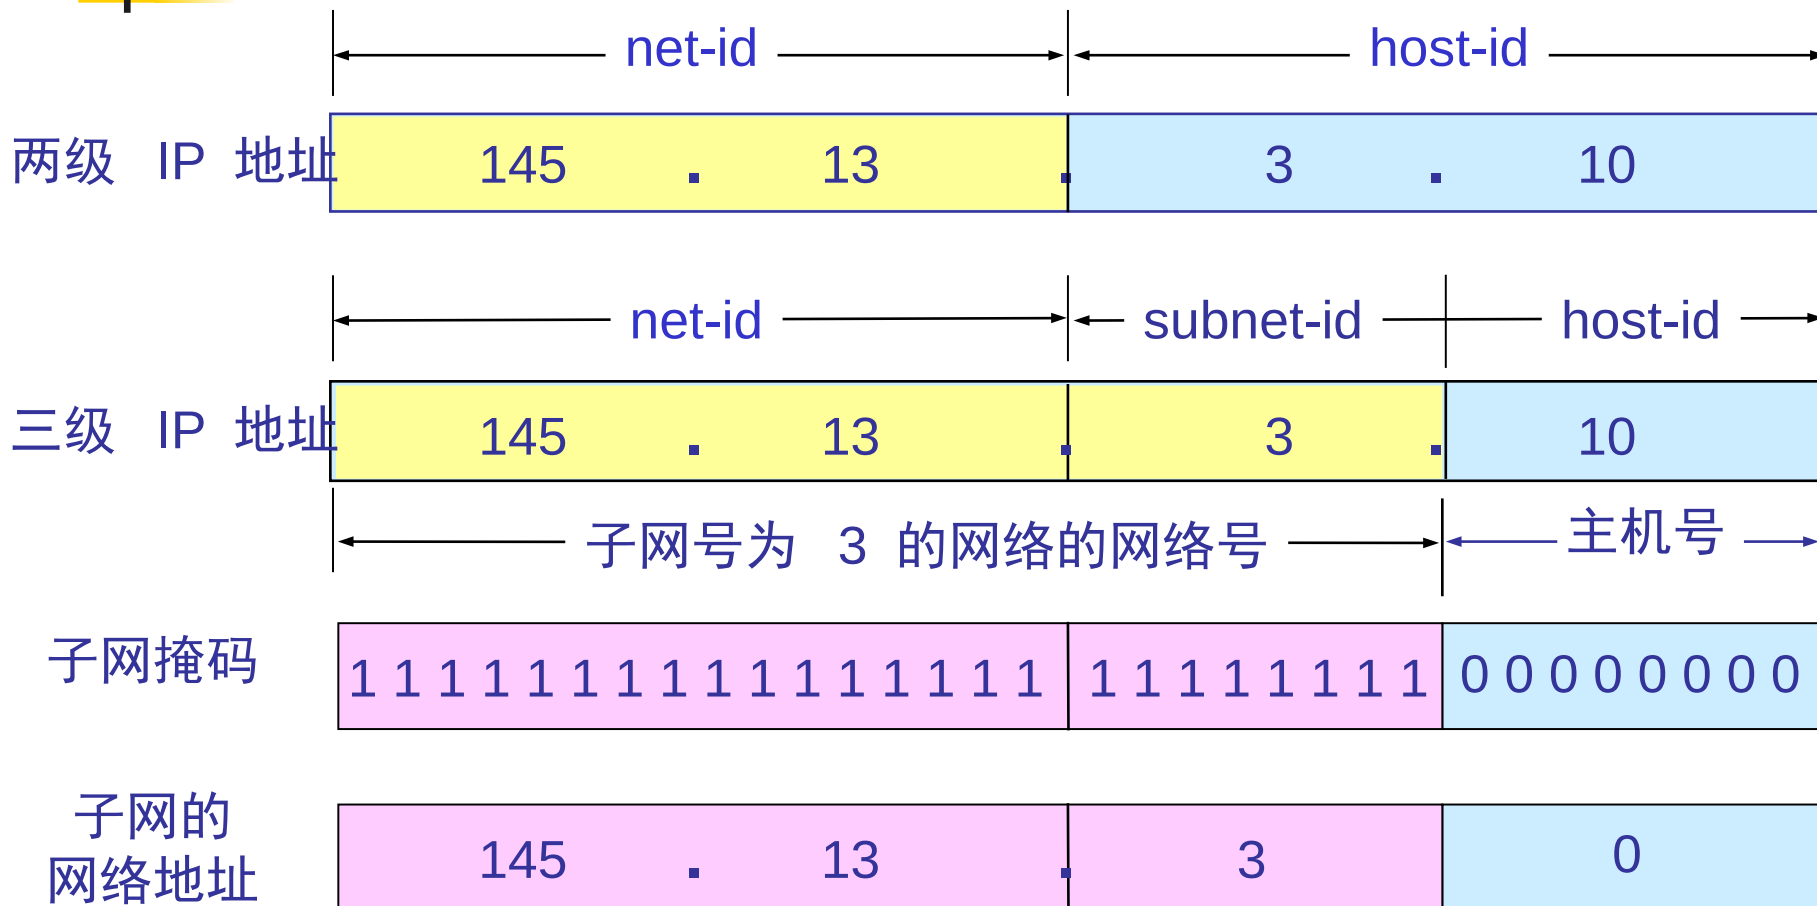 net-id host-id
两级 IP 地址 145 . 13 . 3 . 10
net-id subnet-id host-id
三级 IP 地址 145 . 13 . 3 . 10
子网号为 3 的网络的网络号 主机号
子网掩码 1 1 1 1 1 1 1 1 1 1 1 1 1 1 1 1 1 1 1 1 1 1 1 1 0 0 0 0 0 0 0 0
子网的
网络地址 145 . 13 . 3 0